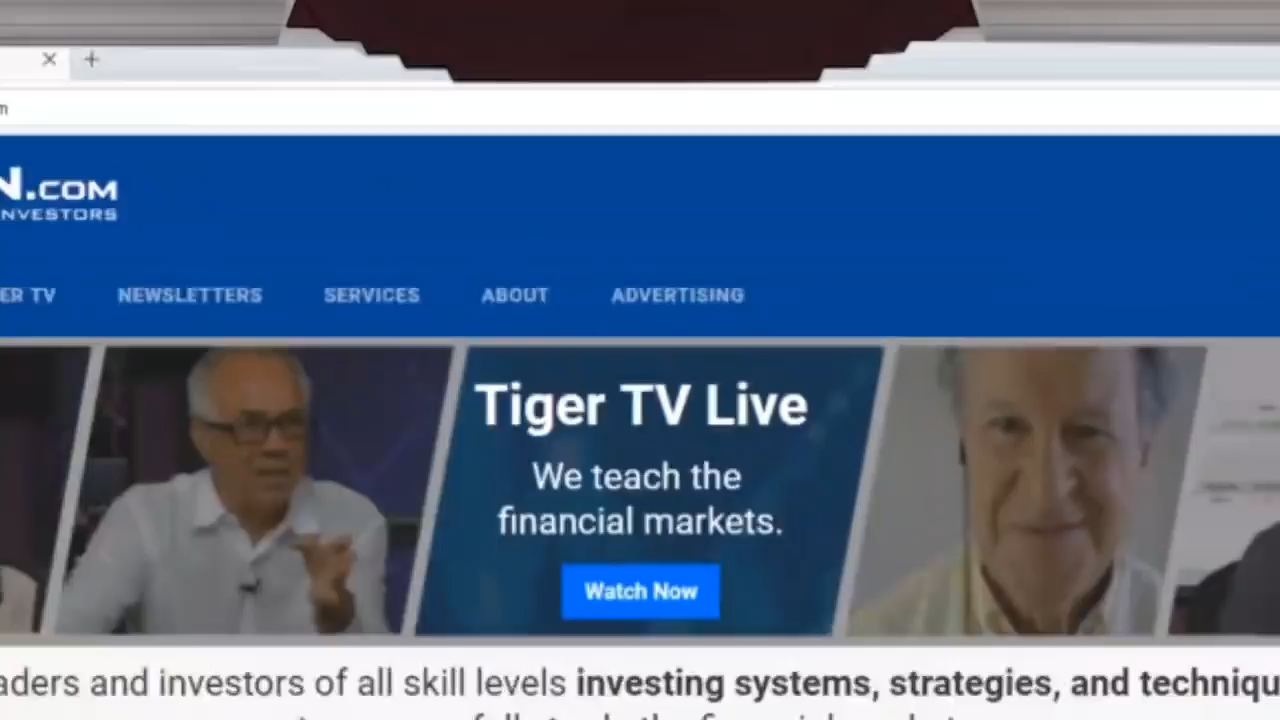 m
N.COM
INVESTORS
ER TV NEWSLETTERS SERVICES ABOUT ADVERTISING
Tiger TV Live
We teach the
financial markets.
Watch Now
aders and investors of all skill levels investing systems, strategies, and techniqu